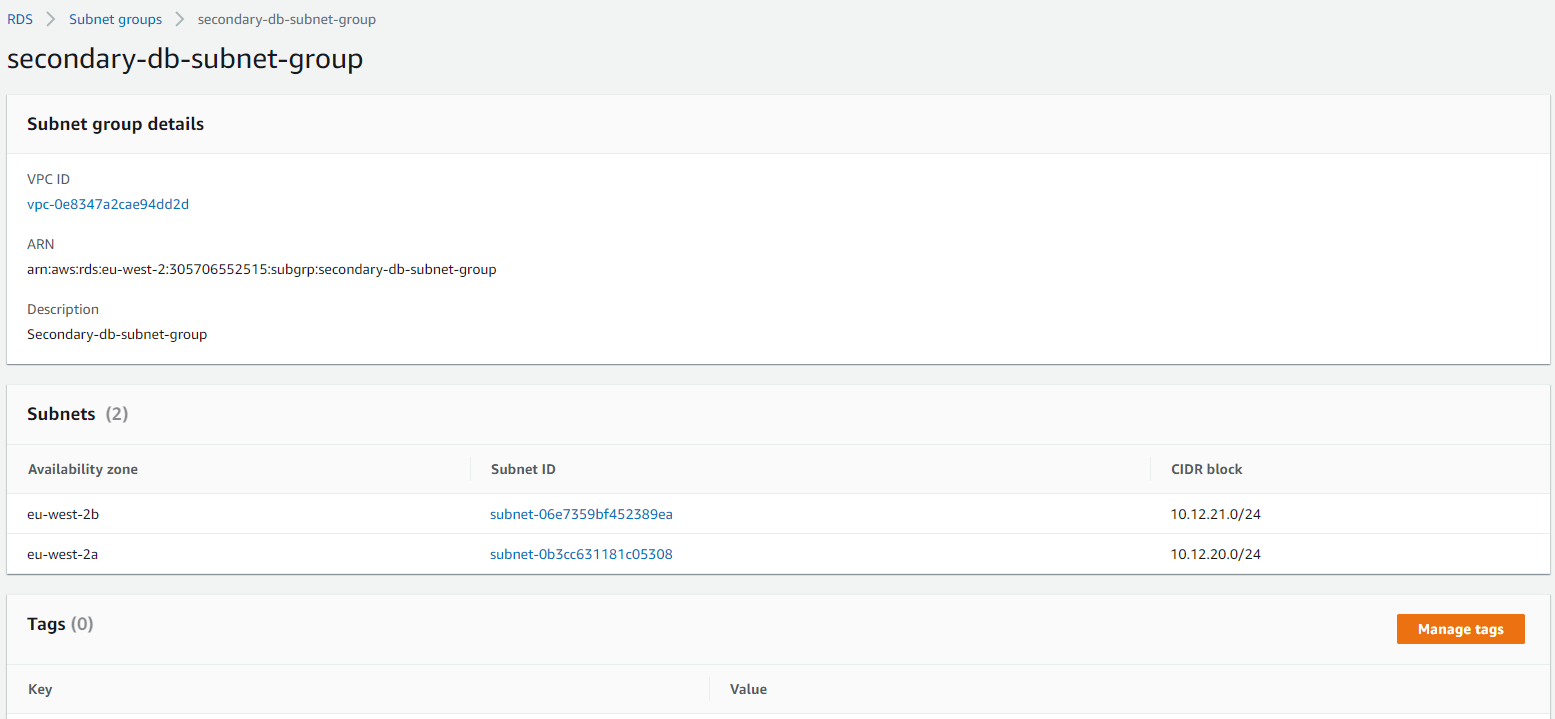 RDS > Subnet groups > secondary-db-subnet-group
secondary-db-subnet-group
Subnet group details
VPC ID
vpc-0e8347a2cae94dd2d
ARN
arn:aws:rds:eu-west-2:305706552515:subgrp:secondary-db-subnet-group
Description
Secondary-db-subnet-group
Subnets (2)
Availability zone Subnet ID CIDR block
eu-west-2b subnet-06e7359bf452389ea 10.12.21.0/24
eu-west-2a subnet-0b3cc631181c05308 10.12.20.0/24
Tags (0) Manage tags
Key Value